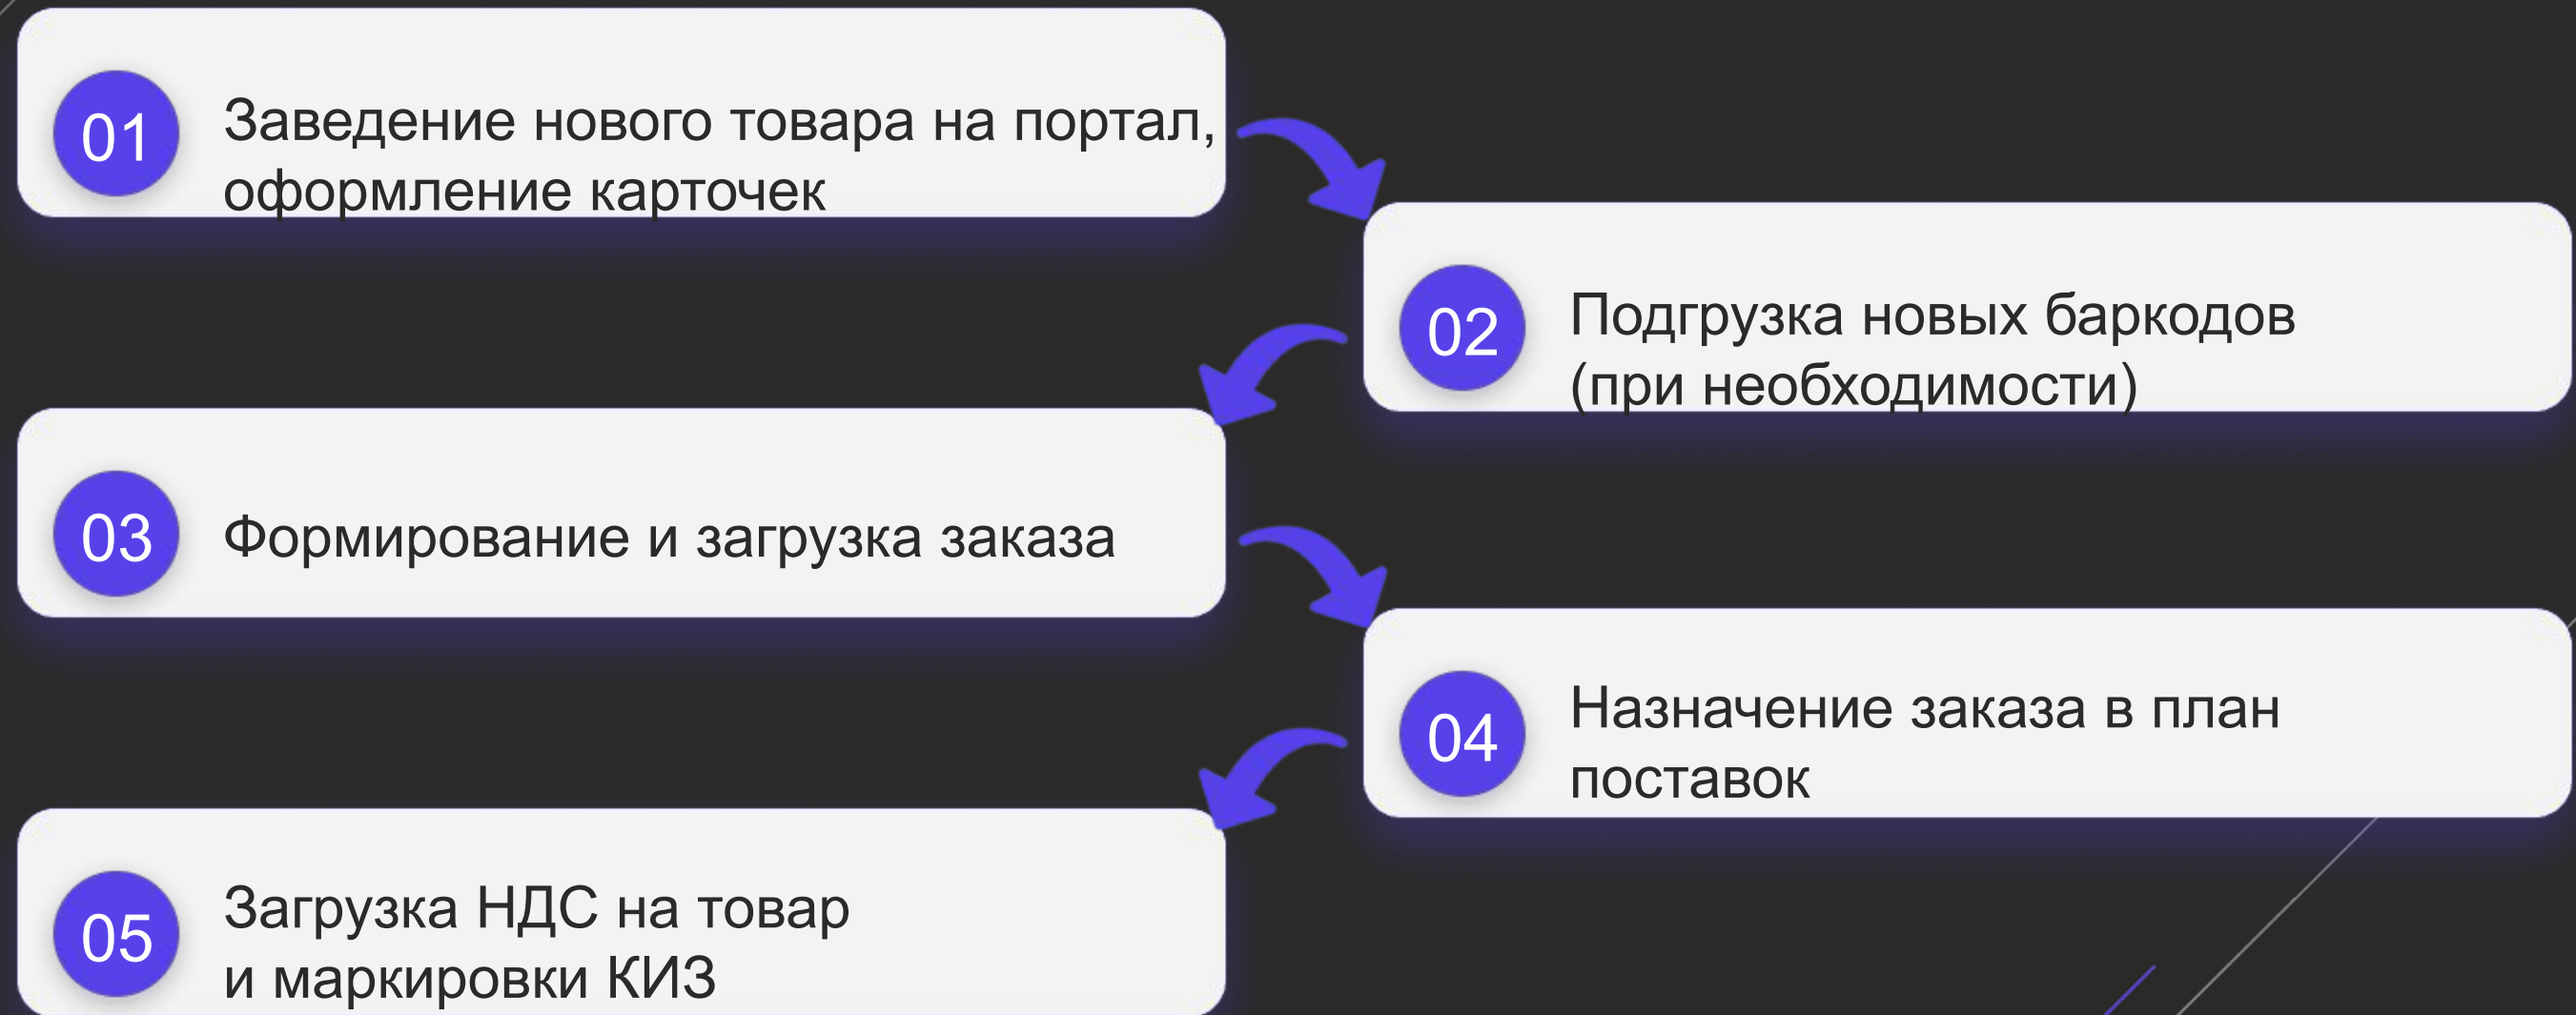 01
Заведение нового товара на портал,
оформление карточек
02
Подгрузка новых баркодов
(при необходимости)
03
Формирование и загрузка заказа
04
Назначение заказа в план
поставок
05
Загрузка НДС на товар
и маркировки КИЗ